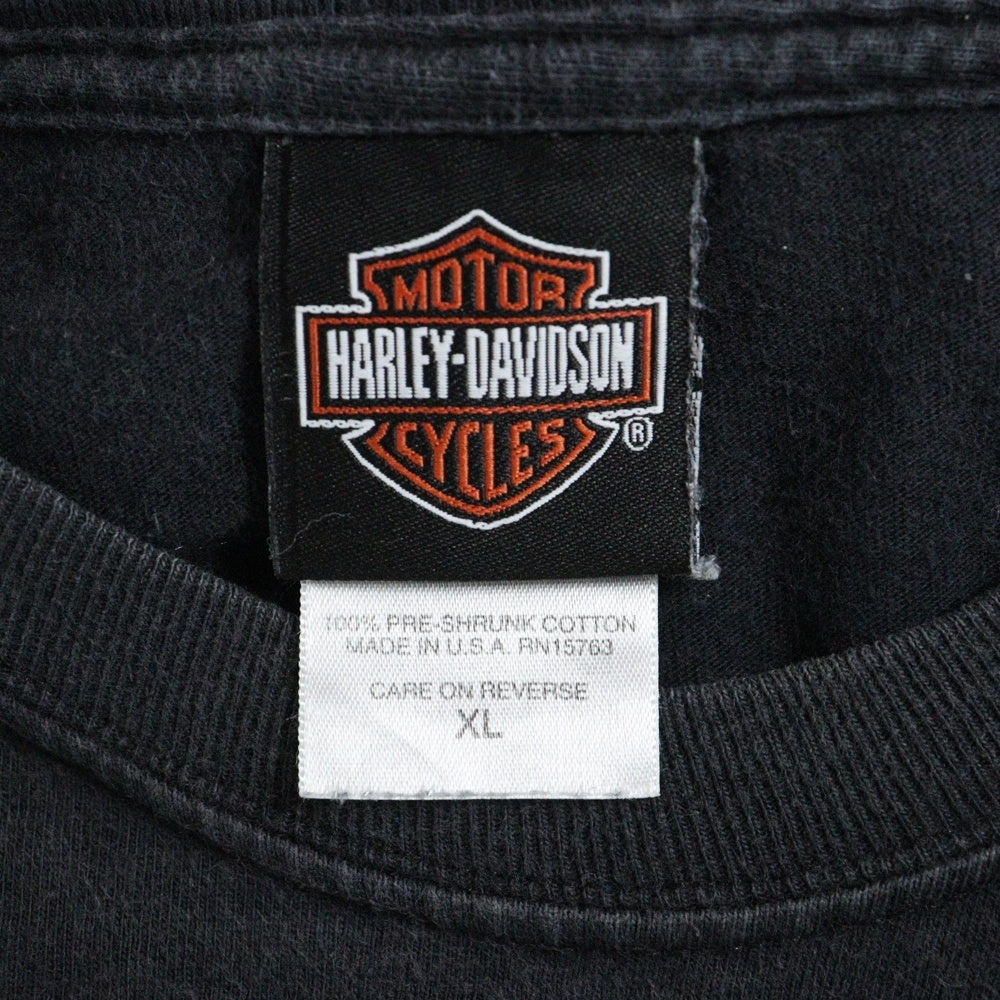 MOTOR
HARLEY-DAVIDSON
CYCLES
®
100% PRE-SHRUNK COTTON
MADE IN U.S.A. RN15763
CARE ON REVERSE
XL